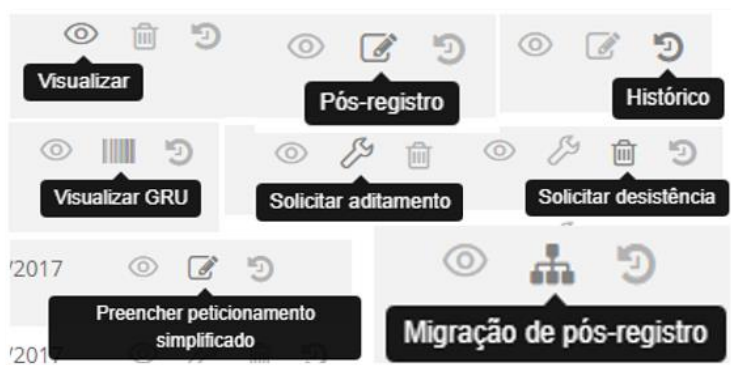 Visualizar
Pós-registro
Histórico
Visualizar GRU
Solicitar aditamento
Solicitar desistência
/2017
Preencher peticionamento
simplificado
Migração de pós-registro
/2017